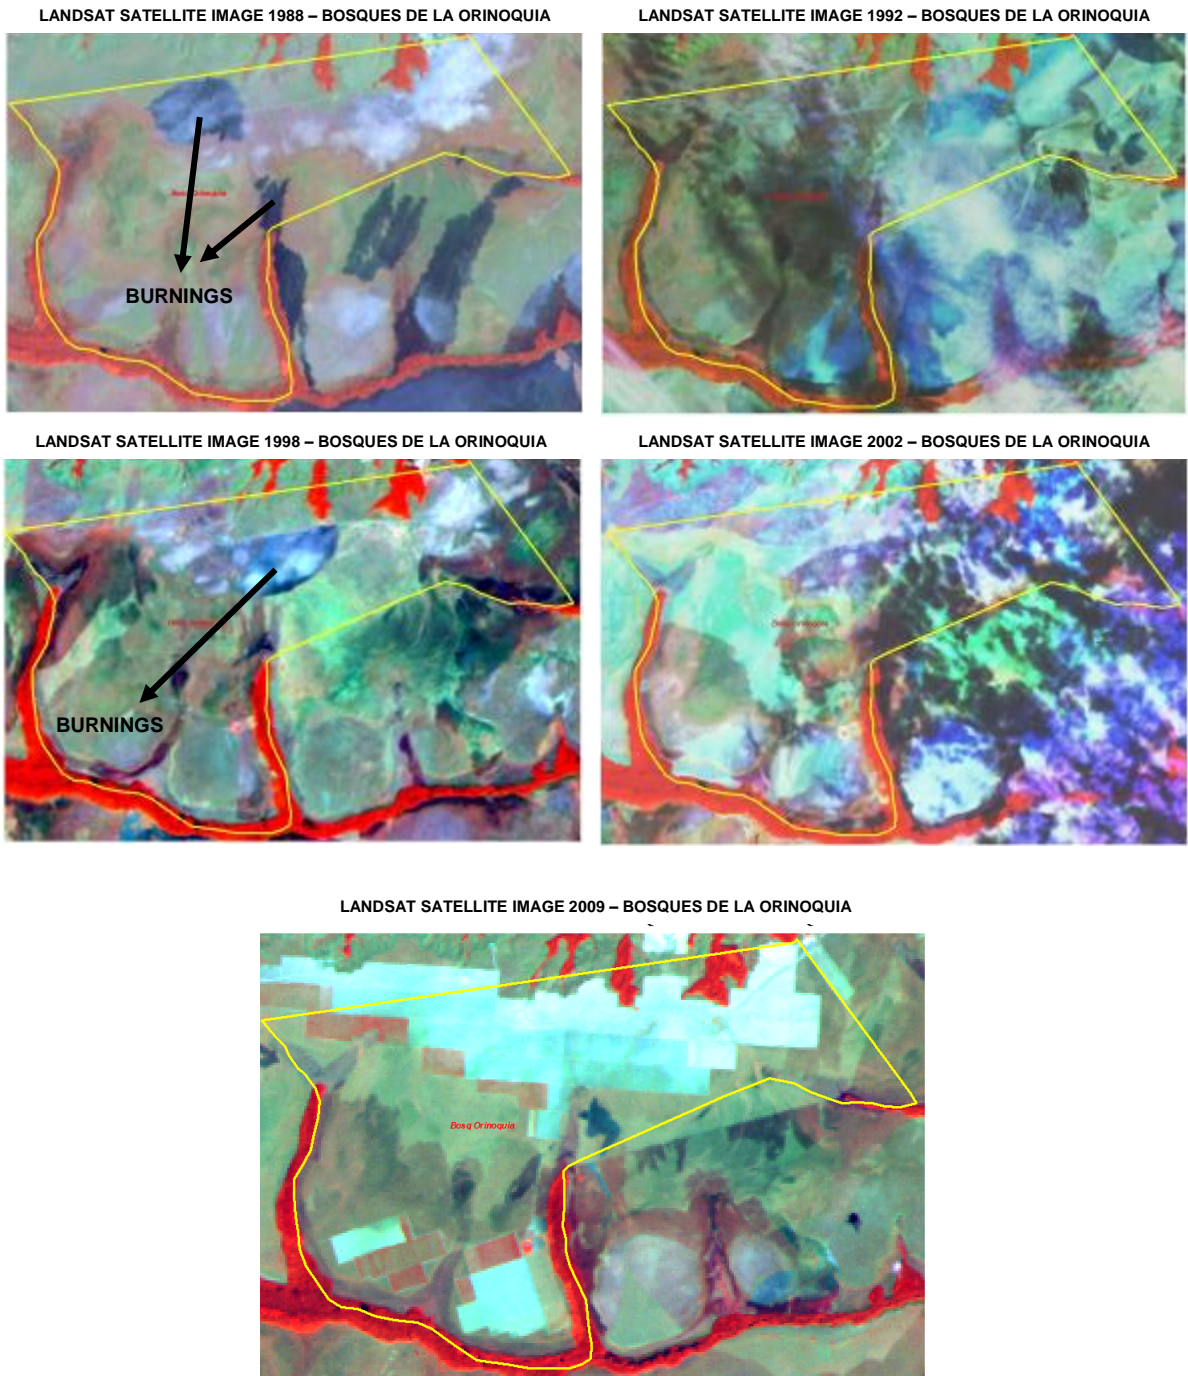 LANDSAT SATELLITE IMAGE 1988 – BOSQUES DE LA ORINOQUIA
LANDSAT SATELLITE IMAGE 1992 – BOSQUES DE LA ORINOQUIA
BURNINGS
LANDSAT SATELLITE IMAGE 1998 – BOSQUES DE LA ORINOQUIA
LANDSAT SATELLITE IMAGE 2002 – BOSQUES DE LA ORINOQUIA
Bosq Orinoquia
BURNINGS
LANDSAT SATELLITE IMAGE 2009 – BOSQUES DE LA ORINOQUIA
Bosq Orinoquia